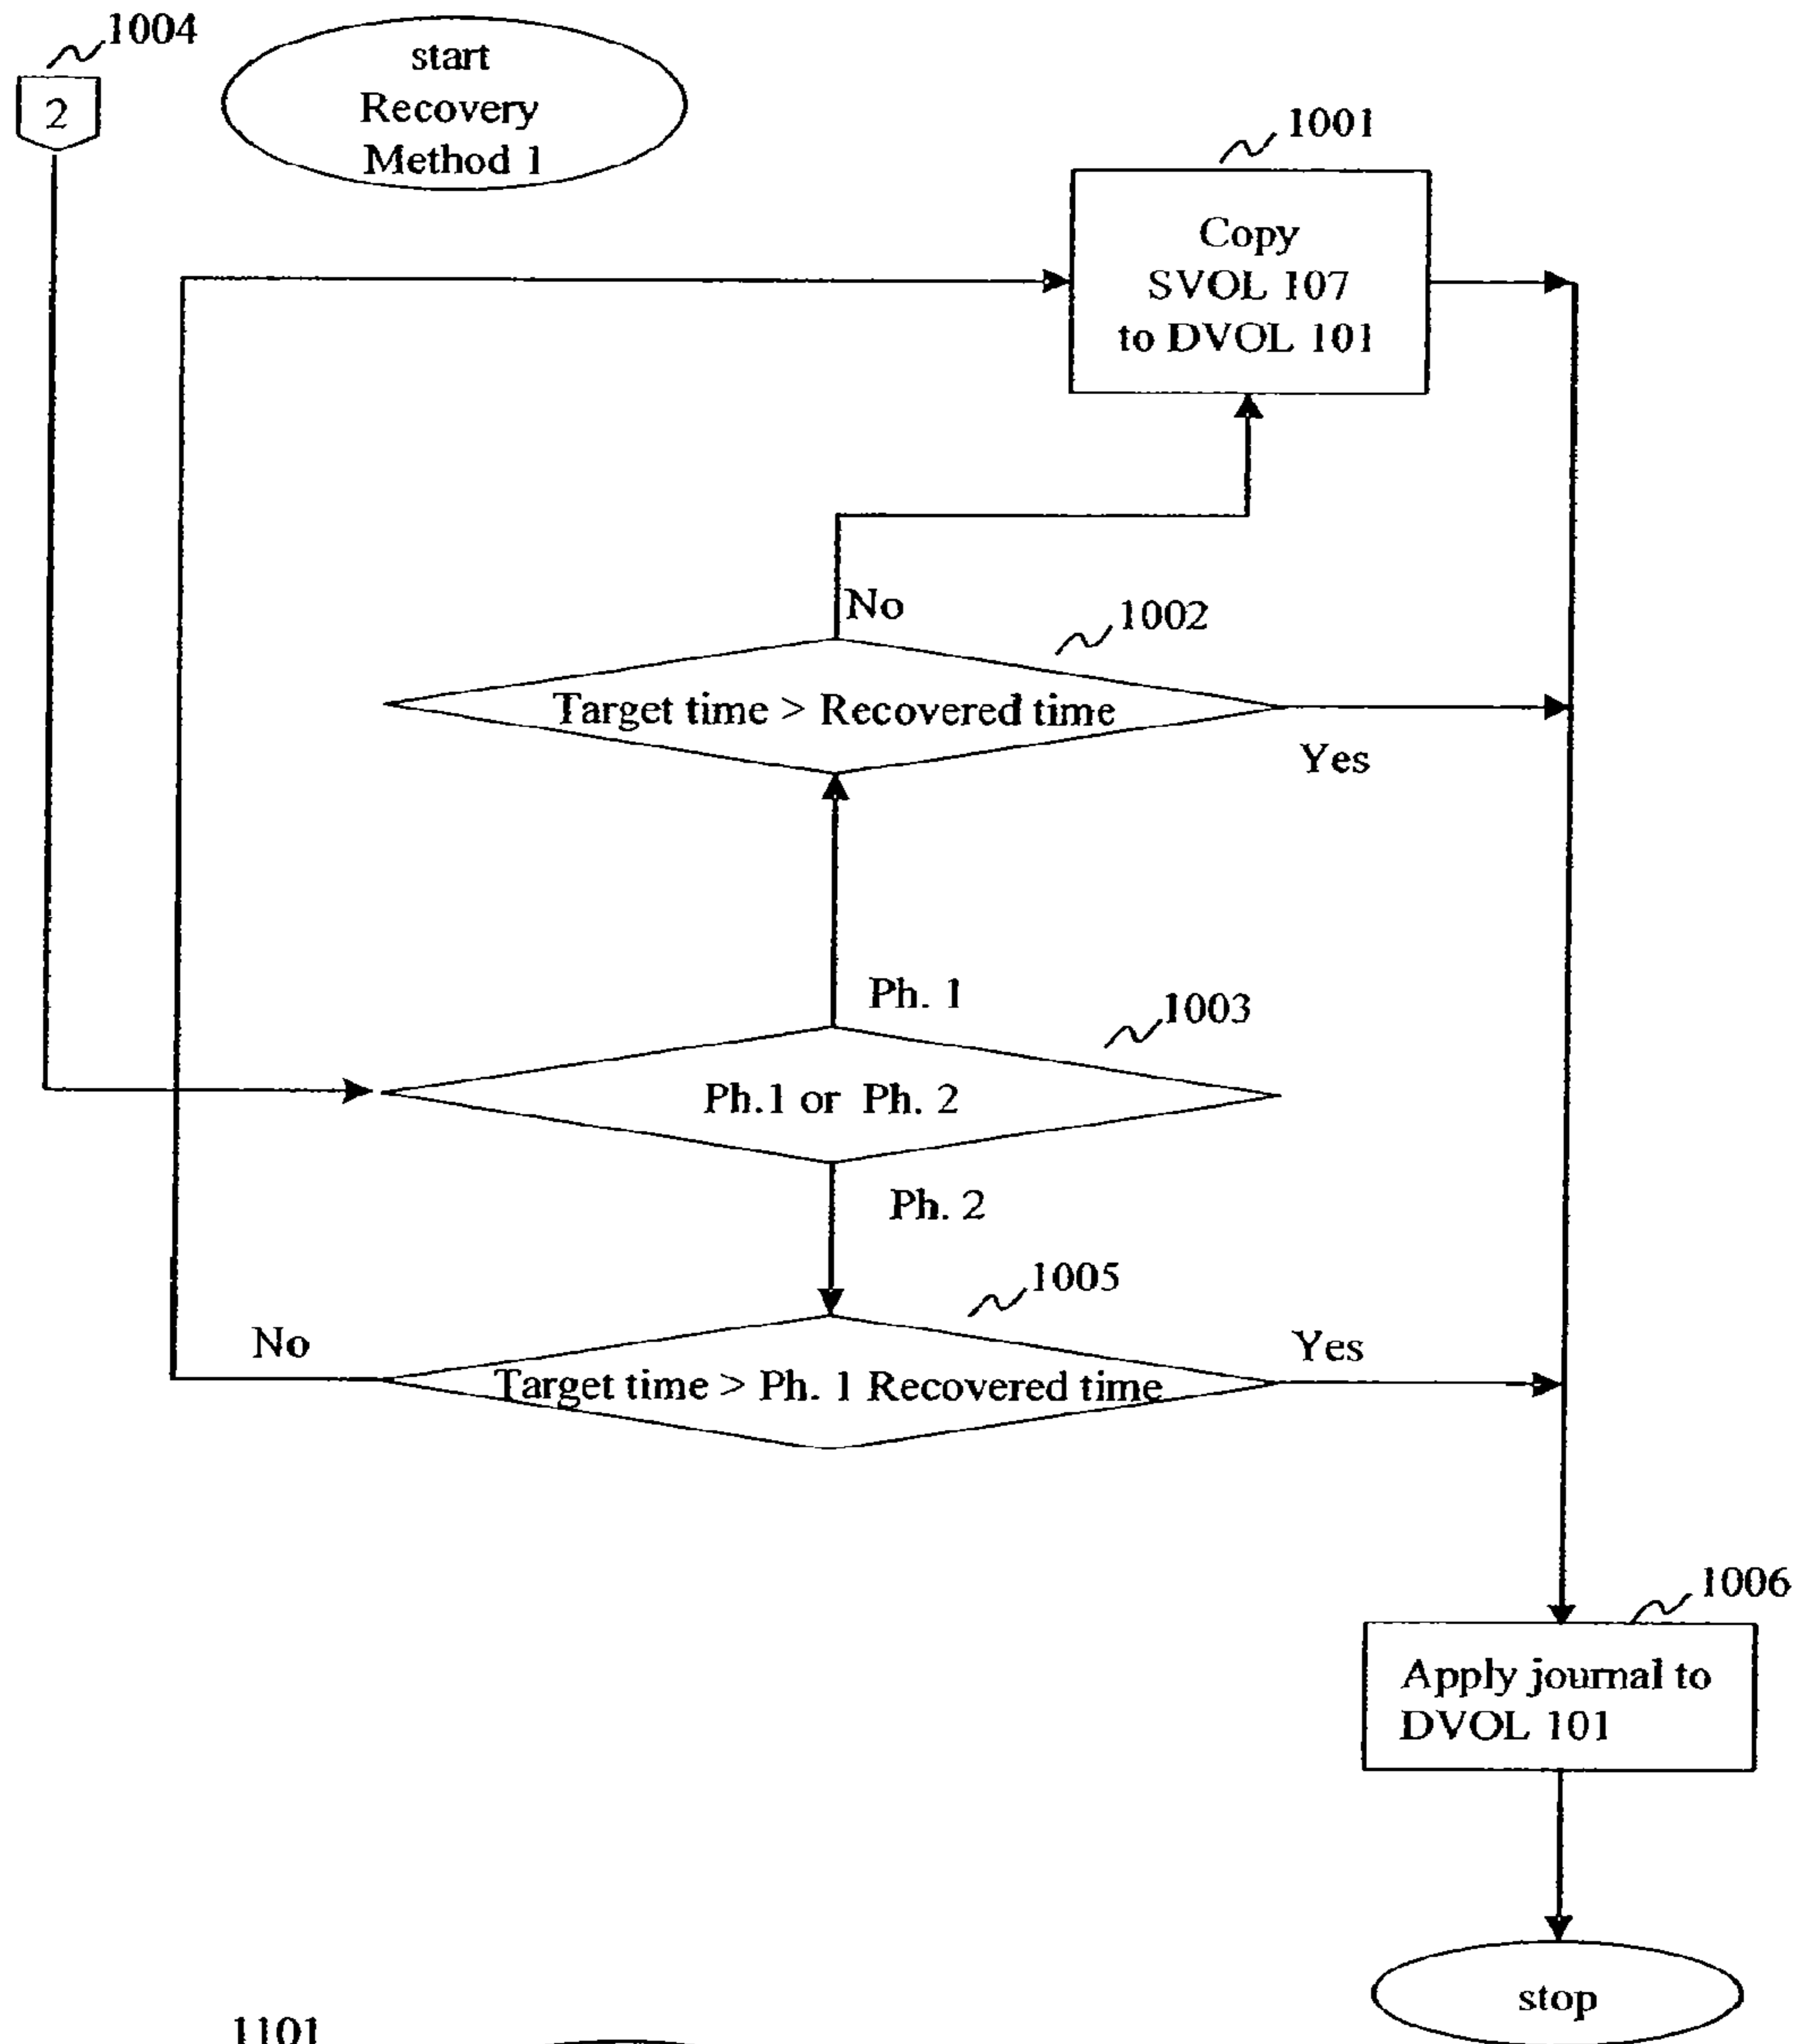 1004
2
start
Recovery
Method 1
1001
Copy
SVOL 107
to DVOL 101
No
1002
Target time > Recovered time
Yes
Ph. 1
1003
Ph.1 or Ph. 2
Ph. 2
1005
No
Yes
Target time > Ph. 1 Recovered time
1006
Apply journal to
DVOL 101
stop
1101